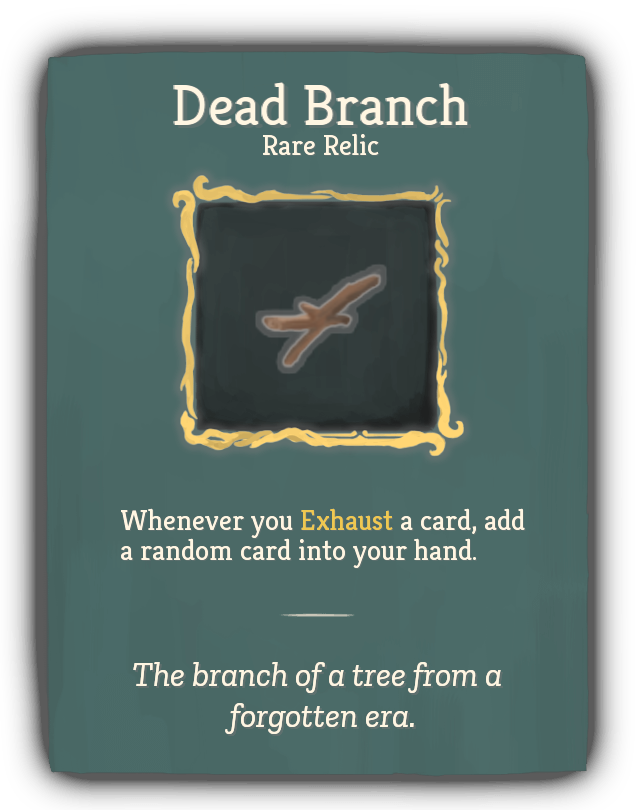 Dead Branch
Rare Relic
Whenever you Exhaust a card, add
a random card into your hand.
The branch of a tree from a
forgotten era.